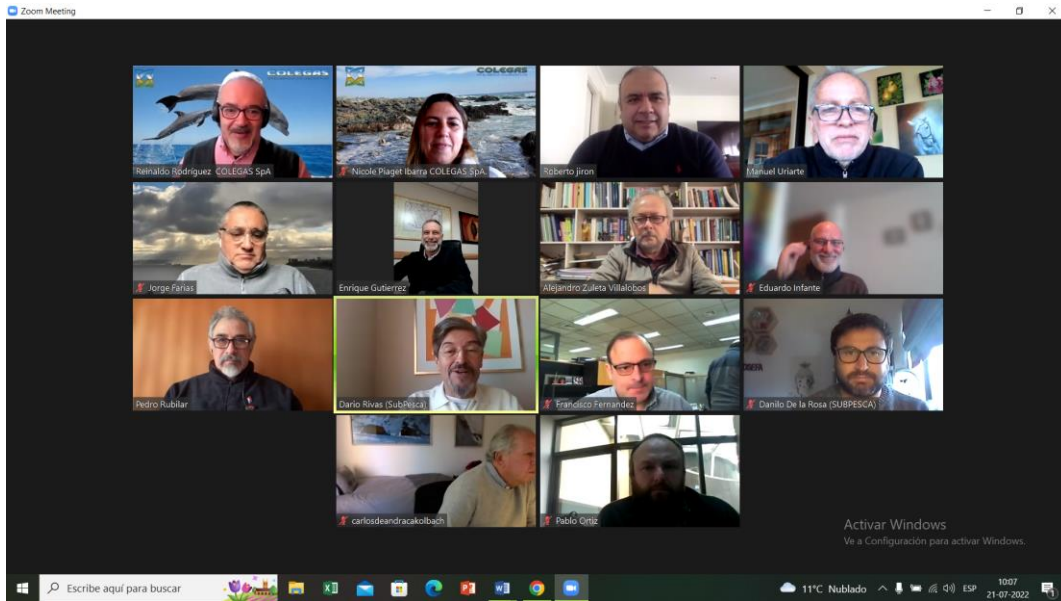 Zoom Meeting
COLEGAS
COLEGAS
Reinaldo Rodríguez COLEGAS SpA
Nicole Piaget Ibarra COLEGAS SpA.
Roberto jiron
Manuel Uriarte
Jorge Farias
Enrique Gutierrez
Alejandro Zuleta Villalobos
Eduardo Infante
Pedro Rubilar
Dario Rivas (SubPesca)
Francisco Fernandez
Danilo De la Rosa (SUBPESCA)
carlosdeandracakolbach
Pablo Ortiz
Activar Windows
Ve a Configuración para activar Windows.
Escribe aquí para buscar
11°C Nublado
ESP
10:07
21-07-2022